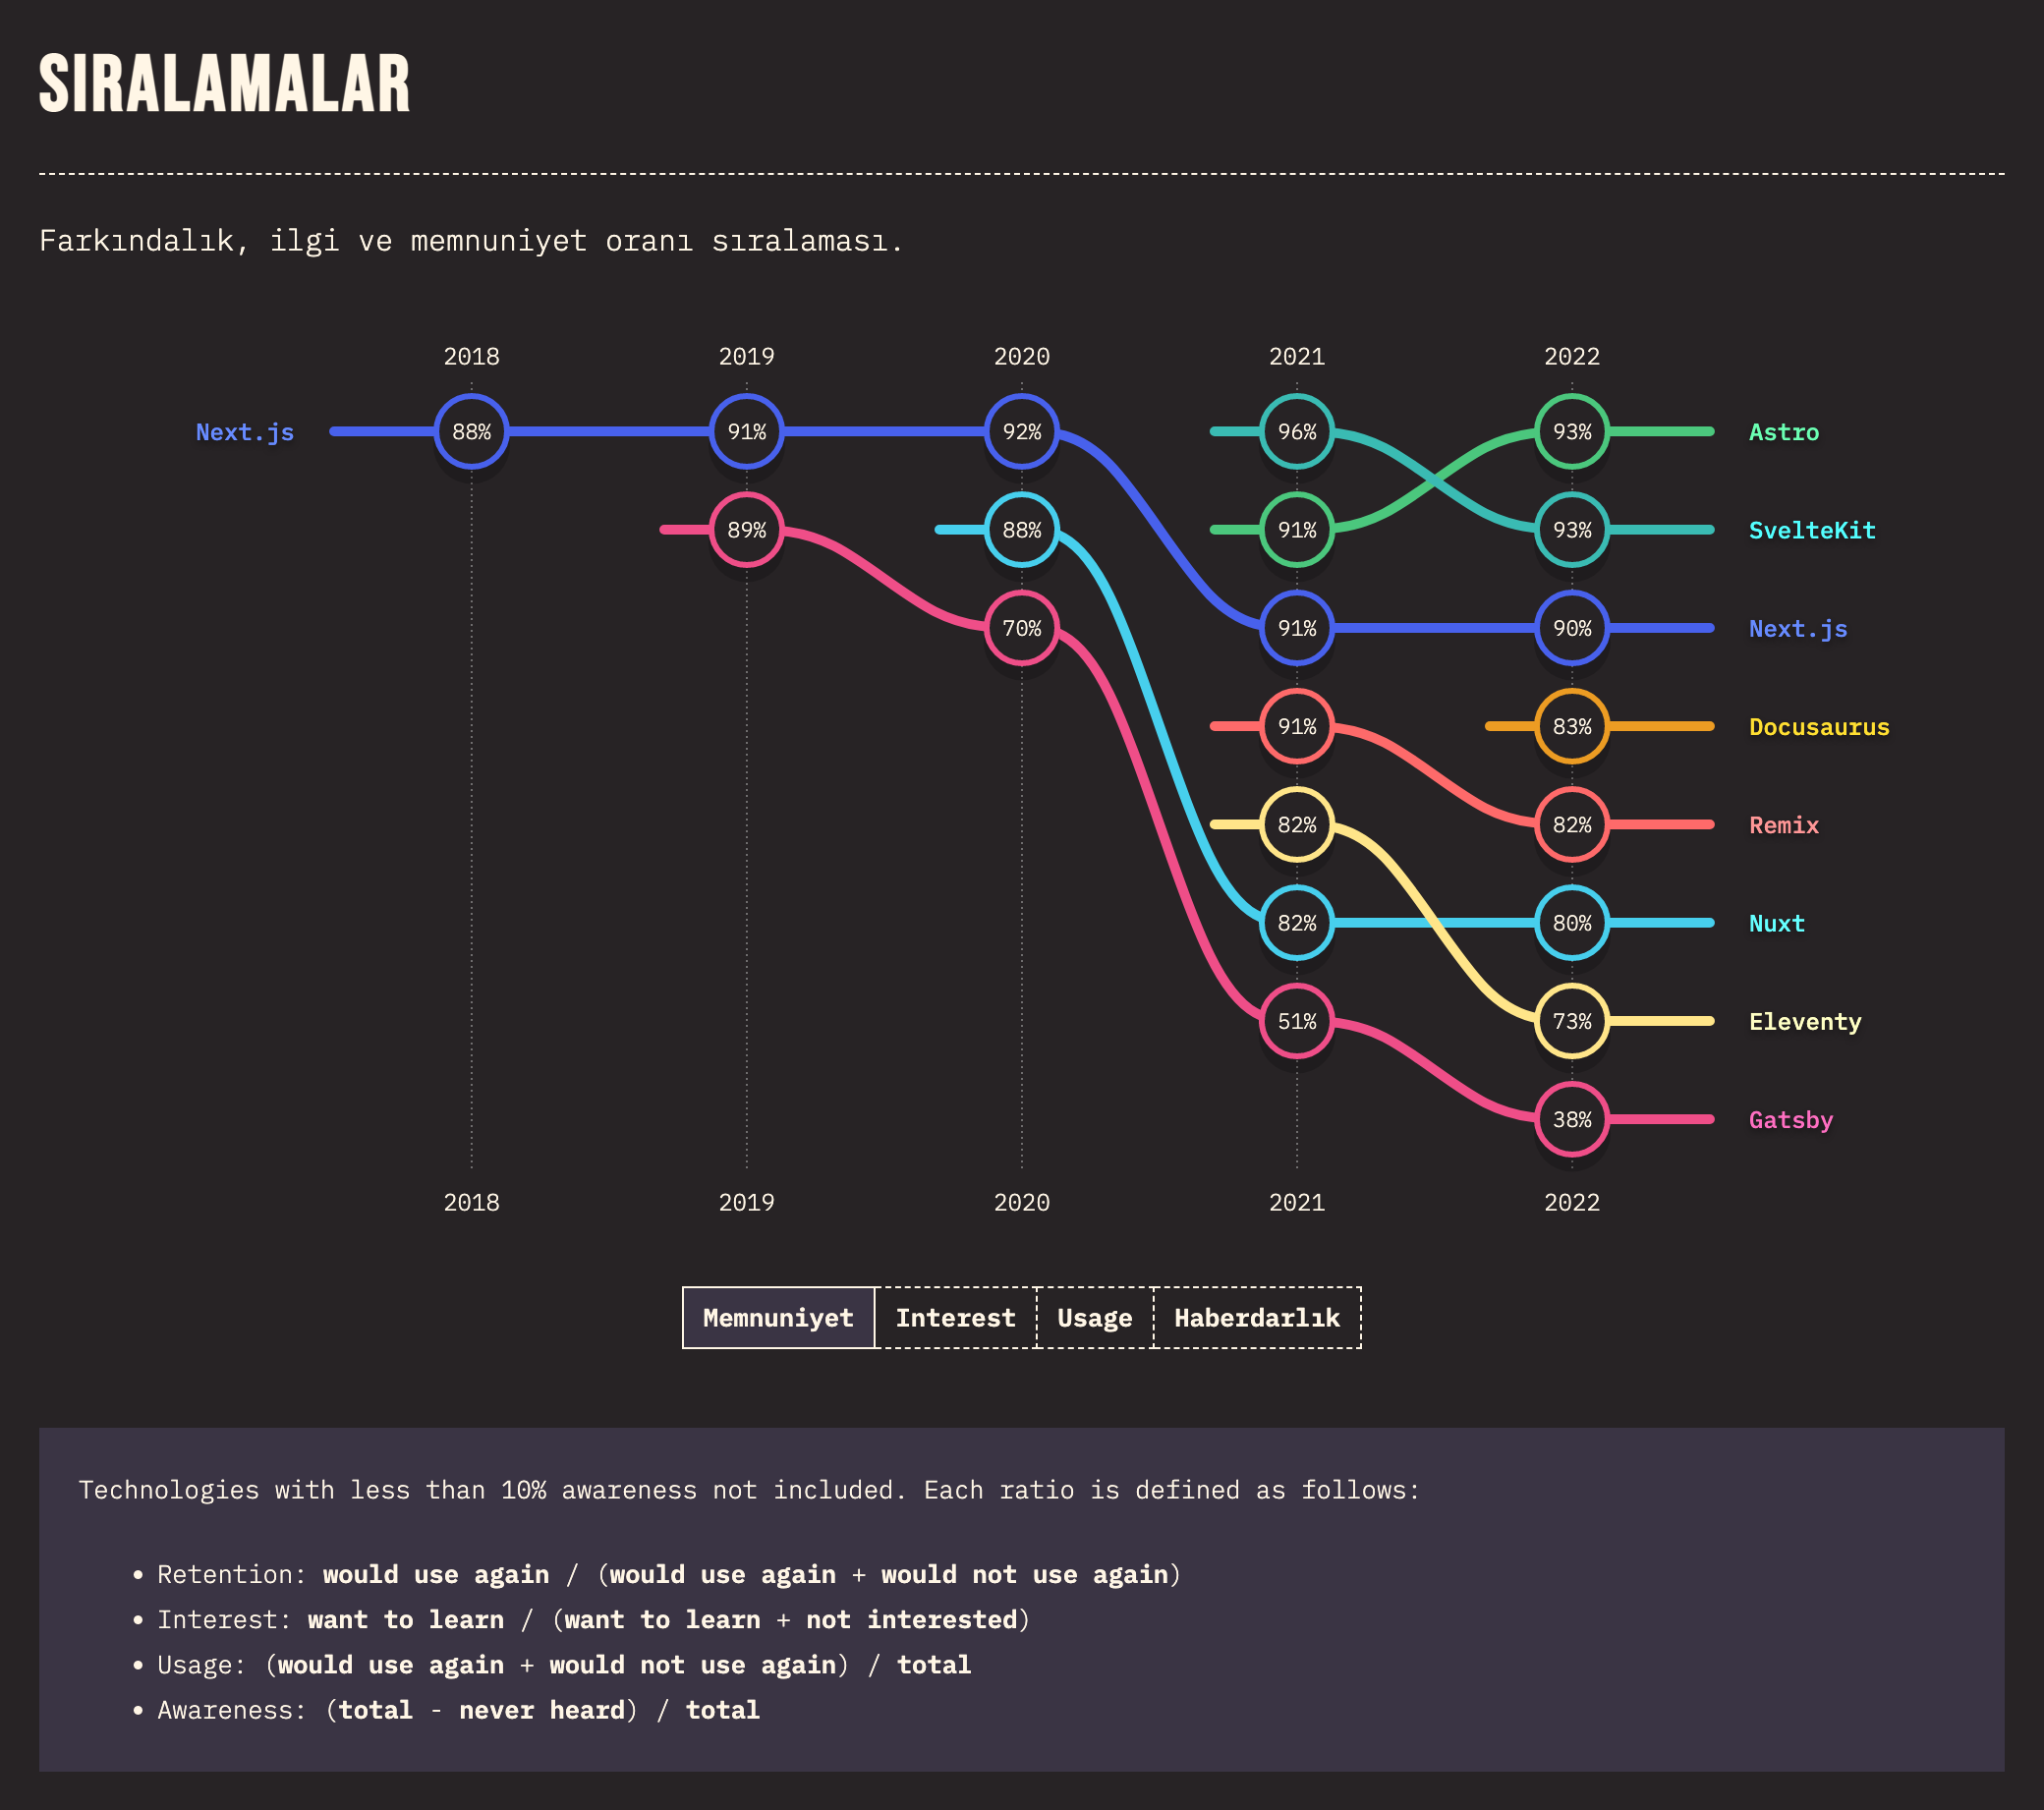 SIRALAMALAR
Farkındalık, ilgi ve memnuniyet oranı sıralaması.
2018 2019 2020 2021 2022
Next.js 88% 91% 92% 96% 93% Astro
89% 88% 91% 93% SvelteKit
70% 91% 90% Next.js
91% 83% Docusaurus
82% 82% Remix
82% 80% Nuxt
51% 73% Eleventy
38% Gatsby
2018 2019 2020 2021 2022
Memnuniyet Interest Usage Haberdarlık
Technologies with less than 10% awareness not included. Each ratio is defined as follows:
• Retention: would use again / (would use again + would not use again)
• Interest: want to learn / (want to learn + not interested)
• Usage: (would use again + would not use again) / total
• Awareness: (total - never heard) / total